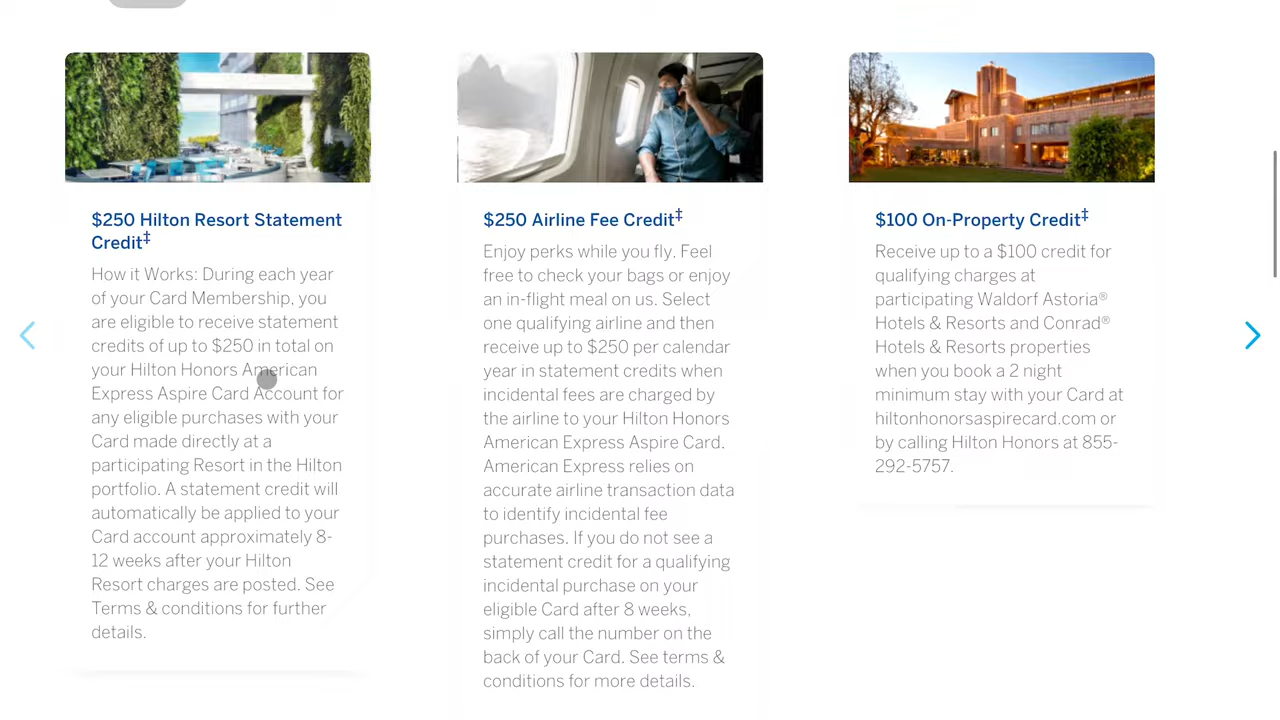 $250 Hilton Resort Statement
Credit‡
How it Works: During each year
of your Card Membership, you
are eligible to receive statement
credits of up to $250 in total on
your Hilton Honors American
Express Aspire Card Account for
any eligible purchases with your
Card made directly at a
participating Resort in the Hilton
portfolio. A statement credit will
automatically be applied to your
Card account approximately 8-
12 weeks after your Hilton
Resort charges are posted. See
Terms & conditions for further
details.
$250 Airline Fee Credit‡
Enjoy perks while you fly. Feel
free to check your bags or enjoy
an in-flight meal on us. Select
one qualifying airline and then
receive up to $250 per calendar
year in statement credits when
incidental fees are charged by
the airline to your Hilton Honors
American Express Aspire Card.
American Express relies on
accurate airline transaction data
to identify incidental fee
purchases. If you do not see a
statement credit for a qualifying
incidental purchase on your
eligible Card after 8 weeks,
simply call the number on the
back of your Card. See terms &
conditions for more details.
$100 On-Property Credit‡
Receive up to a $100 credit for
qualifying charges at
participating Waldorf Astoria®
Hotels & Resorts and Conrad®
Hotels & Resorts properties
when you book a 2 night
minimum stay with your Card at
hiltonhonorsaspirecard.com or
by calling Hilton Honors at 855-
292-5757.